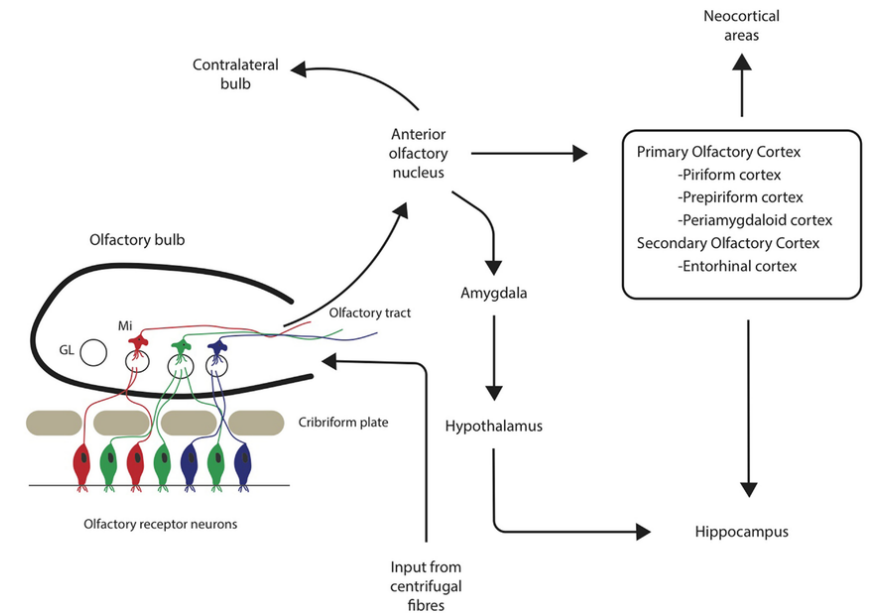 Neocortical
areas
Contralateral
bulb
Anterior
olfactory
nucleus
Primary Olfactory Cortex
-Piriform cortex
-Prepiriform cortex
-Periamygdaloid cortex
Secondary Olfactory Cortex
-Entorhinal cortex
Olfactory bulb
Amygdala
Olfactory tract
Mi
GL
Cribriform plate
Hypothalamus
Olfactory receptor neurons
Hippocampus
Input from
centrifugal
fibres